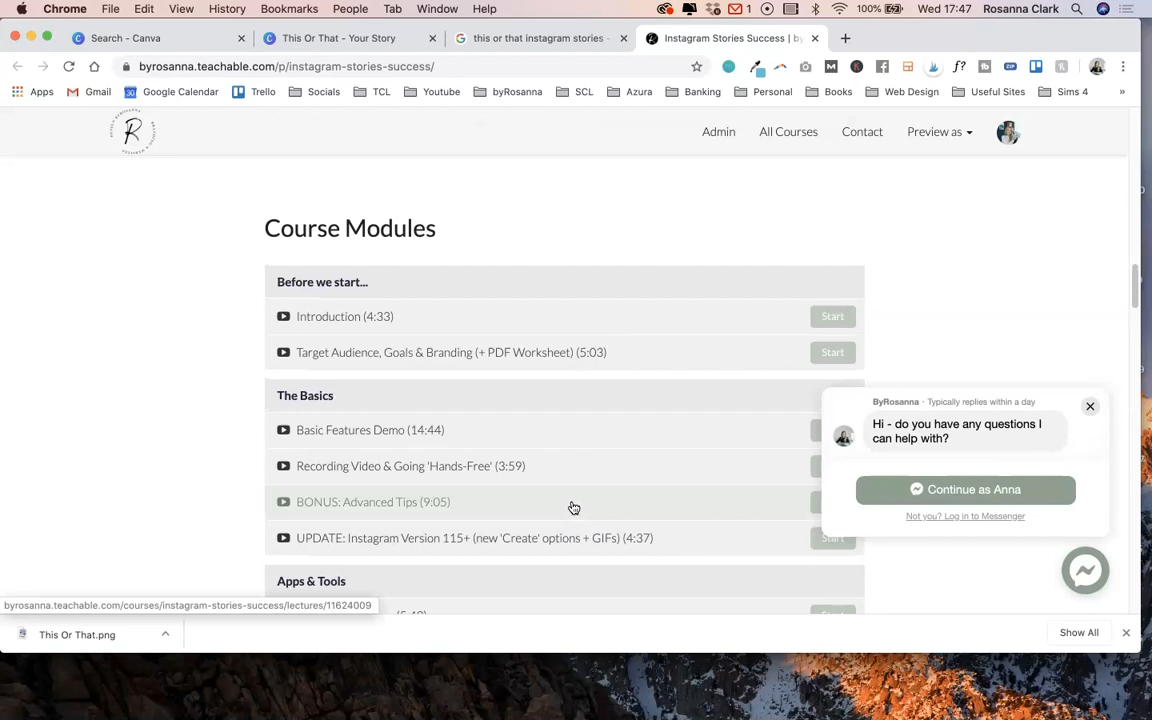 Chrome File Edit View History Bookmarks People Tab Window Help 1 100% Wed 17:47 Rosanna Clark
Search - Canva This Or That - Your Story this or that instagram stories - Instagram Stories Success | by
byrosanna.teachable.com/p/instagram-stories-success/
Apps Gmail Google Calendar Trello Socials TCL Youtube byRosanna SCL Azura Banking Personal Books Web Design Useful Sites Sims 4 »
R Admin All Courses Contact Preview as
Course Modules
Before we start...
Introduction (4:33) Start
Target Audience, Goals & Branding (+ PDF Worksheet) (5:03) Start
The Basics
ByRosanna · Typically replies within a day
Hi - do you have any questions I
can help with?
Basic Features Demo (14:44)
Recording Video & Going 'Hands-Free' (3:59)
Continue as Anna
BONUS: Advanced Tips (9:05)
Not you? Log in to Messenger
UPDATE: Instagram Version 115+ (new 'Create' options + GIFs) (4:37) Start
Apps & Tools
byrosanna.teachable.com/courses/instagram-stories-success/lectures/11624009
This Or That.png Show All